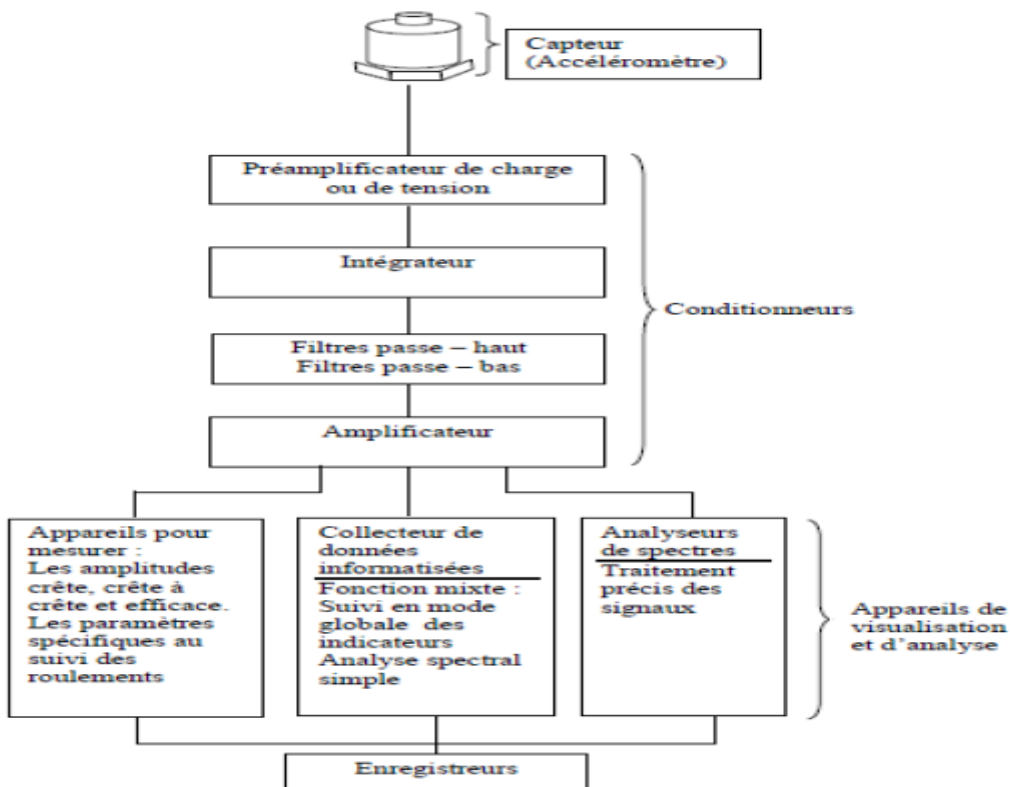 Capteur
(Accéléromètre)
Préamplificateur de charge
ou de tension
Intégrateur
Conditionneurs
Filtres passe – haut
Filtres passe – bas
Amplificateur
Appareils pour
mesurer :
Les amplitudes
crête, crête à
crête et efficace.
Les paramètres
spécifiques au
suivi des
roulements
Collecteur de
données
informatisées
Fonction mixte :
Suivi en mode
globale des
indicateurs
Analyse spectral
simple
Analyseurs
de spectres
Traitement
précis des
signaux
Appareils de
visualisation
et d’analyse
Enregistreurs